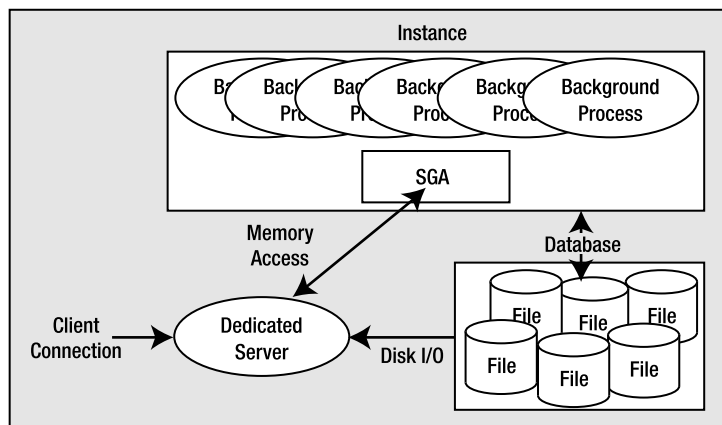 Instance
Background
Process
SGA
Memory
Access
Database
Client
Connection
Dedicated
Server
Disk I/O
File
File
File
File
File
File